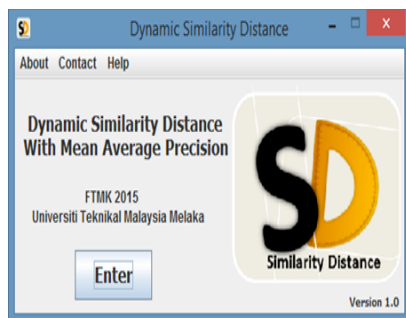 SD Dynamic Similarity Distance
About Contact Help
Dynamic Similarity Distance
With Mean Average Precision
FTMK 2015
Universiti Teknikal Malaysia Melaka
Enter
SD
Similarity Distance
Version 1.0